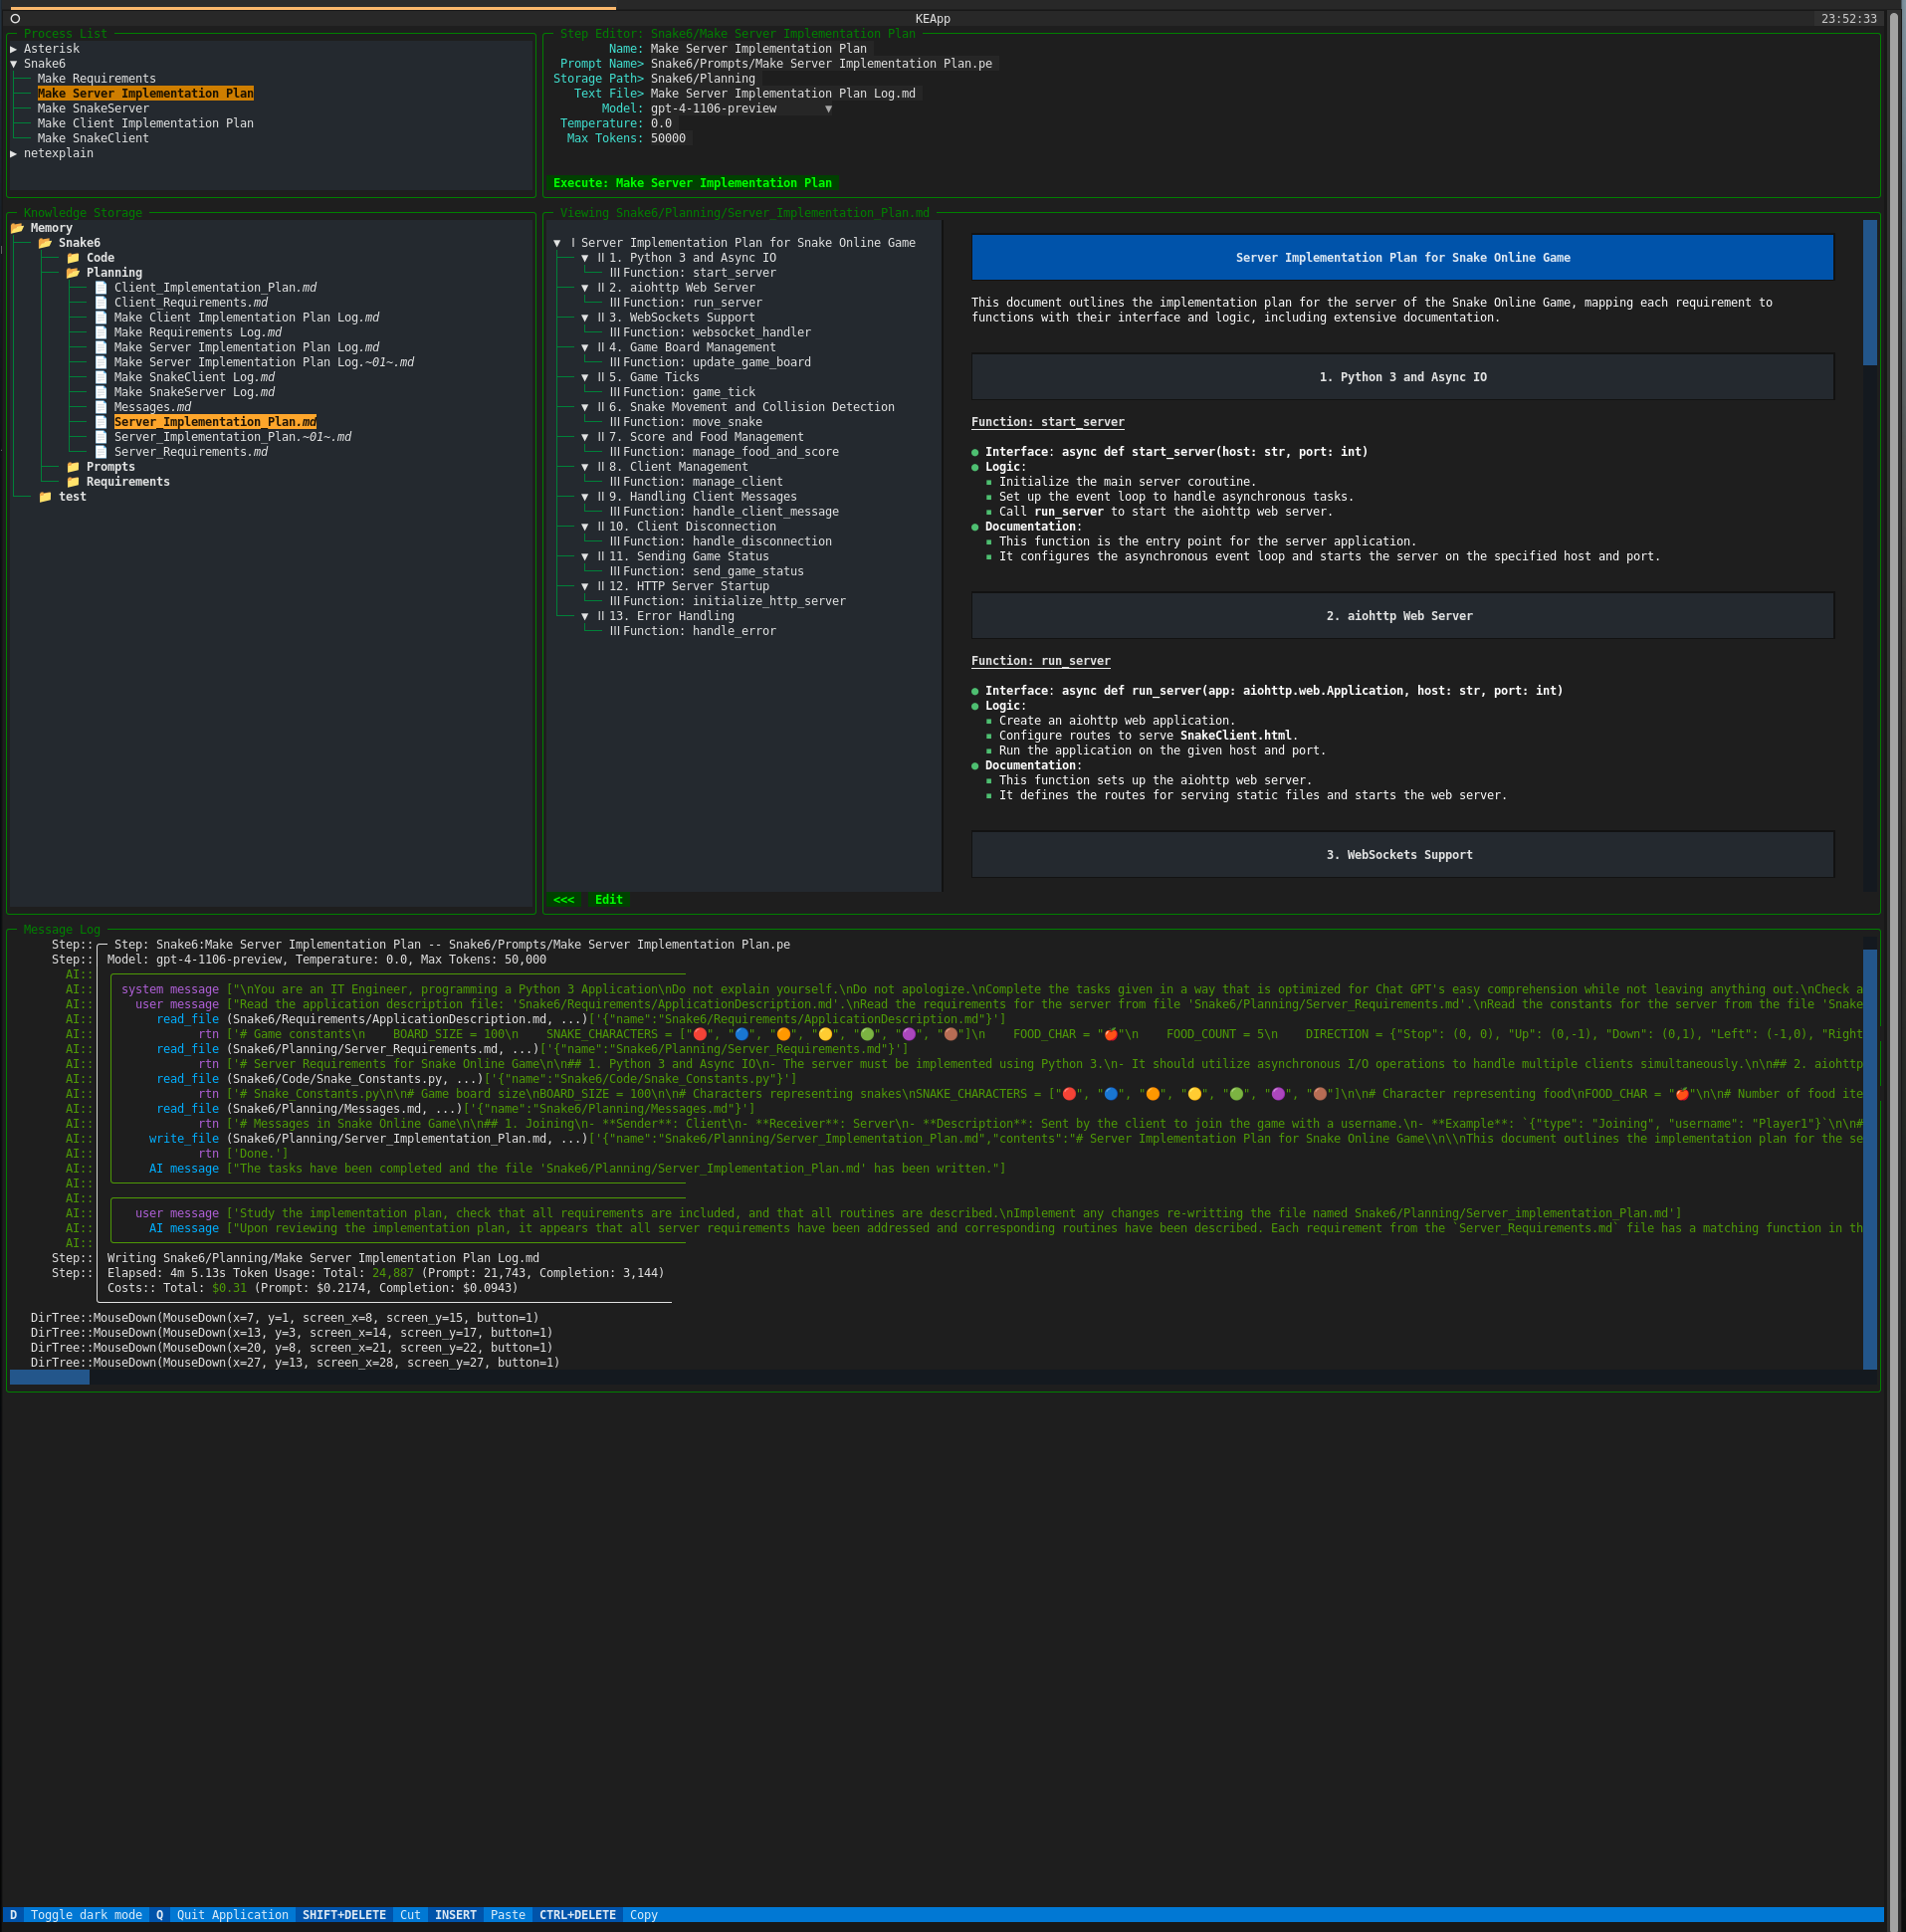 KEApp
23:52:33
Process List
▶ Asterisk
▼ Snake6
Make Requirements
Make Server Implementation Plan
Make SnakeServer
Make Client Implementation Plan
Make SnakeClient
▶ netexplain
Step Editor: Snake6/Make Server Implementation Plan
Name: Make Server Implementation Plan
Prompt Name> Snake6/Prompts/Make Server Implementation Plan.pe
Storage Path> Snake6/Planning
Text File> Make Server Implementation Plan Log.md
Model: gpt-4-1106-preview ▼
Temperature: 0.0
Max Tokens: 50000
Execute: Make Server Implementation Plan
Knowledge Storage
📂 Memory
📂 Snake6
📁 Code
📂 Planning
📄 Client_Implementation_Plan.md
📄 Client_Requirements.md
📄 Make Client Implementation Plan Log.md
📄 Make Requirements Log.md
📄 Make Server Implementation Plan Log.md
📄 Make Server Implementation Plan Log.~01~.md
📄 Make SnakeClient Log.md
📄 Make SnakeServer Log.md
📄 Messages.md
📄 Server_Implementation_Plan.md
📄 Server_Implementation_Plan.~01~.md
📄 Server_Requirements.md
📁 Prompts
📁 Requirements
📁 test
Viewing Snake6/Planning/Server_Implementation_Plan.md
▼ Ⅰ Server Implementation Plan for Snake Online Game
▼ Ⅱ 1. Python 3 and Async IO
Ⅲ Function: start_server
▼ Ⅱ 2. aiohttp Web Server
Ⅲ Function: run_server
▼ Ⅱ 3. WebSockets Support
Ⅲ Function: websocket_handler
▼ Ⅱ 4. Game Board Management
Ⅲ Function: update_game_board
▼ Ⅱ 5. Game Ticks
Ⅲ Function: game_tick
▼ Ⅱ 6. Snake Movement and Collision Detection
Ⅲ Function: move_snake
▼ Ⅱ 7. Score and Food Management
Ⅲ Function: manage_food_and_score
▼ Ⅱ 8. Client Management
Ⅲ Function: manage_client
▼ Ⅱ 9. Handling Client Messages
Ⅲ Function: handle_client_message
▼ Ⅱ 10. Client Disconnection
Ⅲ Function: handle_disconnection
▼ Ⅱ 11. Sending Game Status
Ⅲ Function: send_game_status
▼ Ⅱ 12. HTTP Server Startup
Ⅲ Function: initialize_http_server
▼ Ⅱ 13. Error Handling
Ⅲ Function: handle_error
Server Implementation Plan for Snake Online Game
This document outlines the implementation plan for the server of the Snake Online Game, mapping each requirement to
functions with their interface and logic, including extensive documentation.
1. Python 3 and Async IO
Function: start_server
● Interface: async def start_server(host: str, port: int)
● Logic:
▪ Initialize the main server coroutine.
▪ Set up the event loop to handle asynchronous tasks.
▪ Call run_server to start the aiohttp web server.
● Documentation:
▪ This function is the entry point for the server application.
▪ It configures the asynchronous event loop and starts the server on the specified host and port.
2. aiohttp Web Server
Function: run_server
● Interface: async def run_server(app: aiohttp.web.Application, host: str, port: int)
● Logic:
▪ Create an aiohttp web application.
▪ Configure routes to serve SnakeClient.html.
▪ Run the application on the given host and port.
● Documentation:
▪ This function sets up the aiohttp web server.
▪ It defines the routes for serving static files and starts the web server.
3. WebSockets Support
<<< Edit
Message Log
Step:: Step: Snake6:Make Server Implementation Plan -- Snake6/Prompts/Make Server Implementation Plan.pe
Step:: Model: gpt-4-1106-preview, Temperature: 0.0, Max Tokens: 50,000
AI::
AI:: system message ["\nYou are an IT Engineer, programming a Python 3 Application\nDo not explain yourself.\nDo not apologize.\nComplete the tasks given in a way that is optimized for Chat GPT's easy comprehension while not leaving anything out.\nCheck a
AI:: user message ["Read the application description file: 'Snake6/Requirements/ApplicationDescription.md'.\nRead the requirements for the server from file 'Snake6/Planning/Server_Requirements.md'.\nRead the constants for the server from the file 'Snake
AI:: read_file (Snake6/Requirements/ApplicationDescription.md, ...)['{"name":"Snake6/Requirements/ApplicationDescription.md"}']
AI:: rtn ['# Game constants\n    BOARD_SIZE = 100\n    SNAKE_CHARACTERS = ["🔴", "🔵", "🟠", "🟡", "🟢", "🟣", "🟤"]\n    FOOD_CHAR = "🍎"\n    FOOD_COUNT = 5\n    DIRECTION = {"Stop": (0, 0), "Up": (0,-1), "Down": (0,1), "Left": (-1,0), "Right
AI:: read_file (Snake6/Planning/Server_Requirements.md, ...)['{"name":"Snake6/Planning/Server_Requirements.md"}']
AI:: rtn ['# Server Requirements for Snake Online Game\n\n## 1. Python 3 and Async IO\n- The server must be implemented using Python 3.\n- It should utilize asynchronous I/O operations to handle multiple clients simultaneously.\n\n## 2. aiohttp
AI:: read_file (Snake6/Code/Snake_Constants.py, ...)['{"name":"Snake6/Code/Snake_Constants.py"}']
AI:: rtn ['# Snake_Constants.py\n\n# Game board size\nBOARD_SIZE = 100\n\n# Characters representing snakes\nSNAKE_CHARACTERS = ["🔴", "🔵", "🟠", "🟡", "🟢", "🟣", "🟤"]\n\n# Character representing food\nFOOD_CHAR = "🍎"\n\n# Number of food ite
AI:: read_file (Snake6/Planning/Messages.md, ...)['{"name":"Snake6/Planning/Messages.md"}']
AI:: rtn ['# Messages in Snake Online Game\n\n## 1. Joining\n- **Sender**: Client\n- **Receiver**: Server\n- **Description**: Sent by the client to join the game with a username.\n- **Example**: `{"type": "Joining", "username": "Player1"}`\n\n#
AI:: write_file (Snake6/Planning/Server_Implementation_Plan.md, ...)['{"name":"Snake6/Planning/Server_Implementation_Plan.md","contents":"# Server Implementation Plan for Snake Online Game\\n\\nThis document outlines the implementation plan for the se
AI:: rtn ['Done.']
AI:: AI message ["The tasks have been completed and the file 'Snake6/Planning/Server_Implementation_Plan.md' has been written."]
AI::
AI::
AI:: user message ['Study the implementation plan, check that all requirements are included, and that all routines are described.\nImplement any changes re-writting the file named Snake6/Planning/Server_implementation_Plan.md']
AI:: AI message ["Upon reviewing the implementation plan, it appears that all server requirements have been addressed and corresponding routines have been described. Each requirement from the `Server_Requirements.md` file has a matching function in th
AI::
Step:: Writing Snake6/Planning/Make Server Implementation Plan Log.md
Step:: Elapsed: 4m 5.13s Token Usage: Total: 24,887 (Prompt: 21,743, Completion: 3,144)
Costs:: Total: $0.31 (Prompt: $0.2174, Completion: $0.0943)
DirTree::MouseDown(MouseDown(x=7, y=1, screen_x=8, screen_y=15, button=1)
DirTree::MouseDown(MouseDown(x=13, y=3, screen_x=14, screen_y=17, button=1)
DirTree::MouseDown(MouseDown(x=20, y=8, screen_x=21, screen_y=22, button=1)
DirTree::MouseDown(MouseDown(x=27, y=13, screen_x=28, screen_y=27, button=1)
D Toggle dark mode Q Quit Application SHIFT+DELETE Cut INSERT Paste CTRL+DELETE Copy